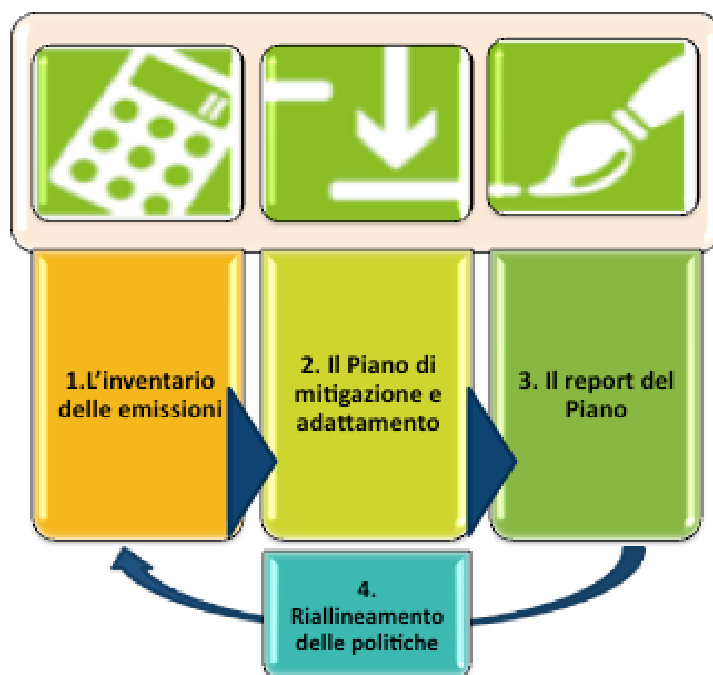 1.L'inventario
delle emissioni
2. Il Piano di
mitigazione e
adattamento
3. Il report del
Piano
4.
Riallineamento
delle politiche